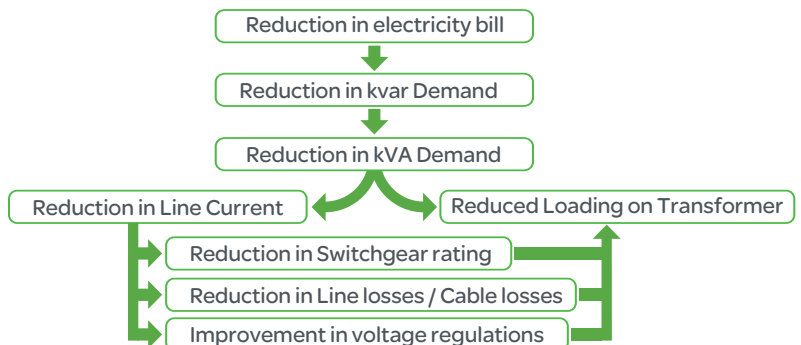 Reduction in electricity bill
Reduction in kvar Demand
Reduction in kVA Demand
Reduction in Line Current
Reduced Loading on Transformer
Reduction in Switchgear rating
Reduction in Line losses / Cable losses
Improvement in voltage regulations